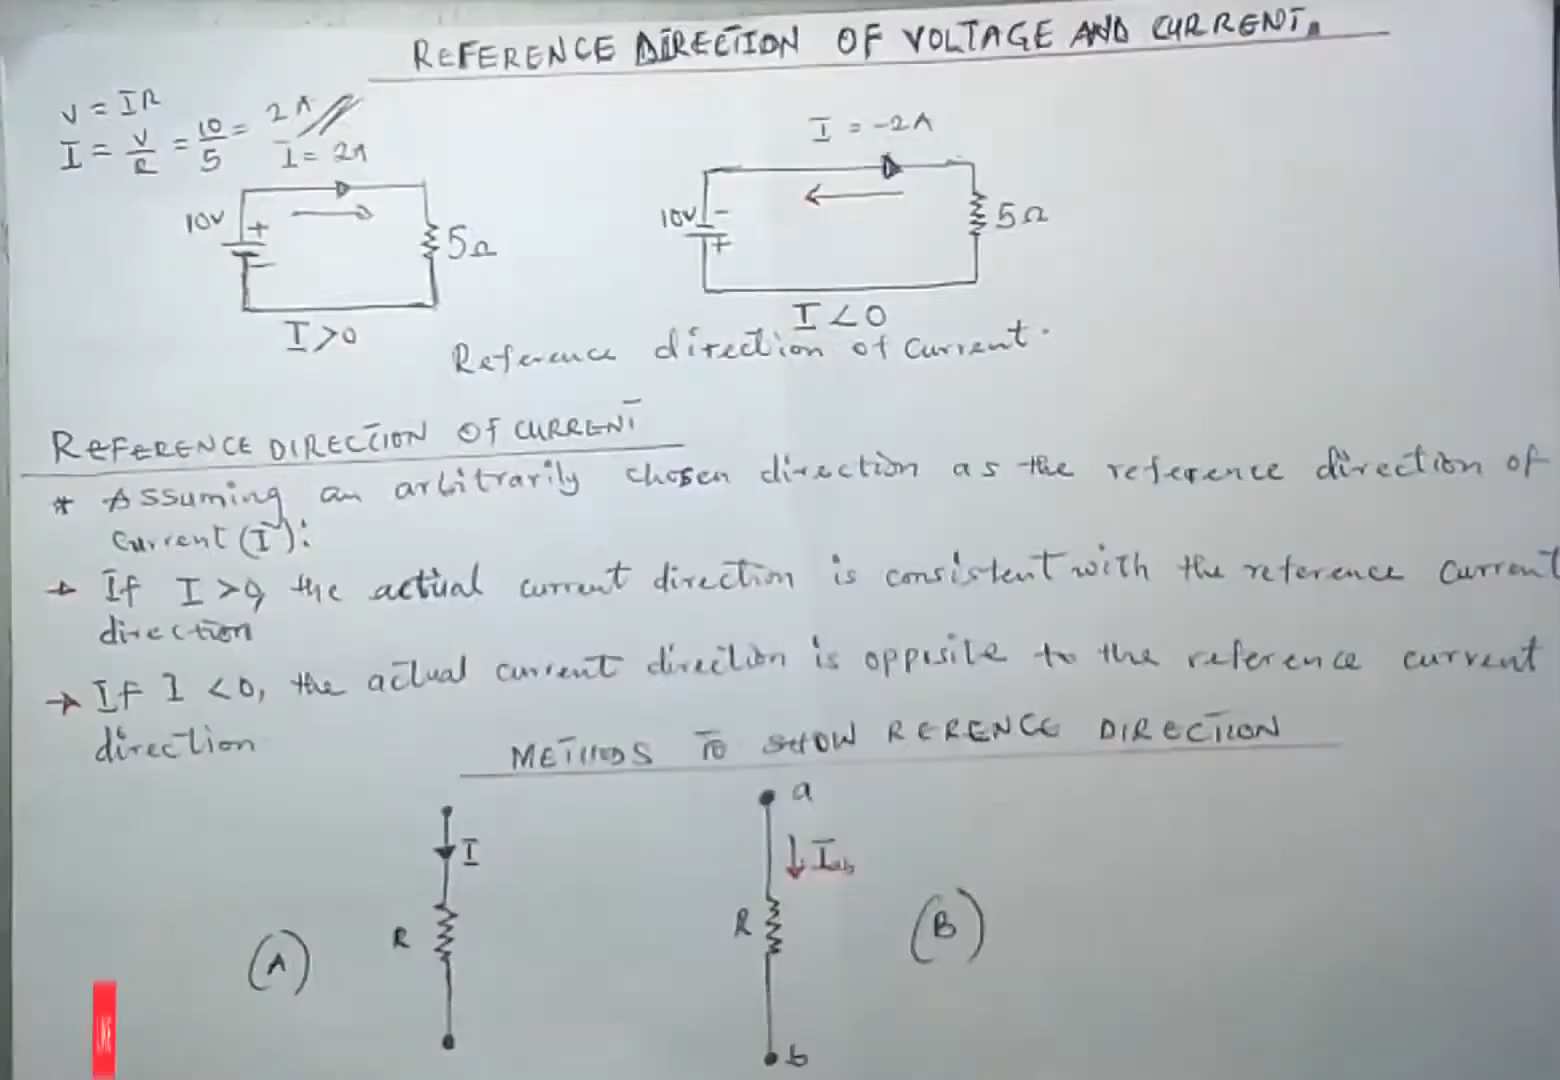 REFERENCE DIRECTION OF VOLTAGE AND CURRENT.
V = IR
I = V/R = 10/5 = 2A
I = 2A
10V
+
-
5Ω
I>0
I = -2A
10V
-
+
5Ω
I<0
Reference direction of current.
REFERENCE DIRECTION OF CURRENT
* Assuming an arbitrarily chosen direction as the reference direction of
current (I):
→ If I >0, the actual current direction is consistent with the reference current
direction
→ If I <0, the actual current direction is opposite to the reference current
direction
METHODS TO SHOW RERENCE DIRECTION
I
R
(A)
a
Iab
R
(B)
b
LIKE